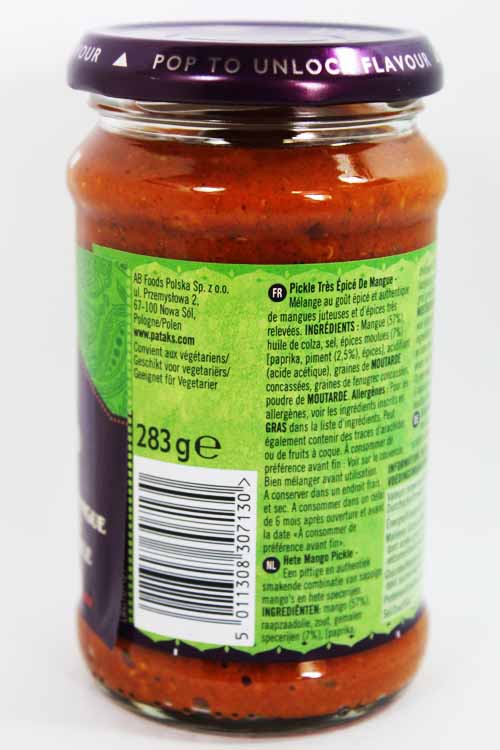 OUR ▲ POP TO UNLOCK FLAVOUR
AB Foods Polska Sp. z o.o.
ul. Przemysłowa 2,
67-100 Nowa Sól,
Pologne/Polen
www.pataks.com
Convient aux végétariens/
Geschikt voor vegetariërs/
Geeignet für Vegetarier
283 g e
5 011308 307130 >
FR Pickle Très Épicé De Mangue -
Mélange au goût épicé et authentique
de mangues juteuses et d'épices très
relevées. INGRÉDIENTS : Mangue (57%),
huile de colza, sel, épices moulues (7%)
[paprika, piment (2,5%), épices], acidifiant
(acide acétique), graines de MOUTARDE
concassées, graines de fenugrec concassées,
poudre de MOUTARDE. Allergènes : Pour les
allergènes, voir les ingrédients inscrits en
GRAS dans la liste d'ingrédients. Peut
également contenir des traces d'arachides
ou de fruits à coque. À consommer de
préférence avant fin : Voir sur le couvercle.
Bien mélanger avant utilisation.
À conserver dans un endroit frais
et sec. À consommer dans un délai
de 6 mois après ouverture et avant
la date «À consommer de
préférence avant fin».
NL Hete Mango Pickle -
Een pittige en authentiek
smakende combinatie van sappige
mango's en hete specerijen.
INGREDIËNTEN: mango (57%),
raapzaadolie, zout, gemalen
specerijen (7%), [paprika,